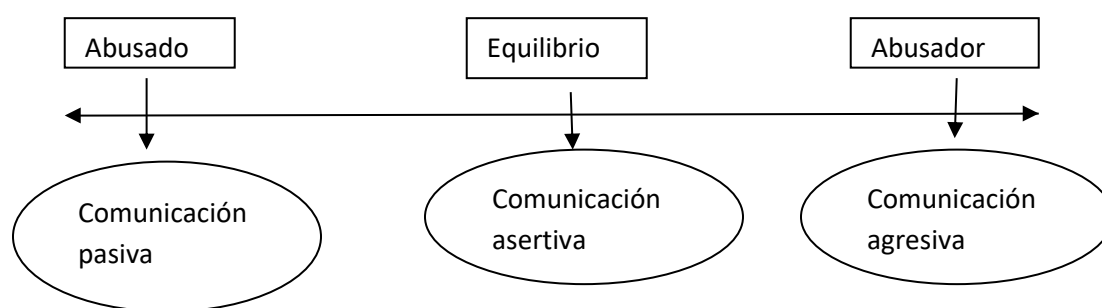 Abusado
Equilibrio
Abusador
Comunicación
pasiva
Comunicación
asertiva
Comunicación
agresiva